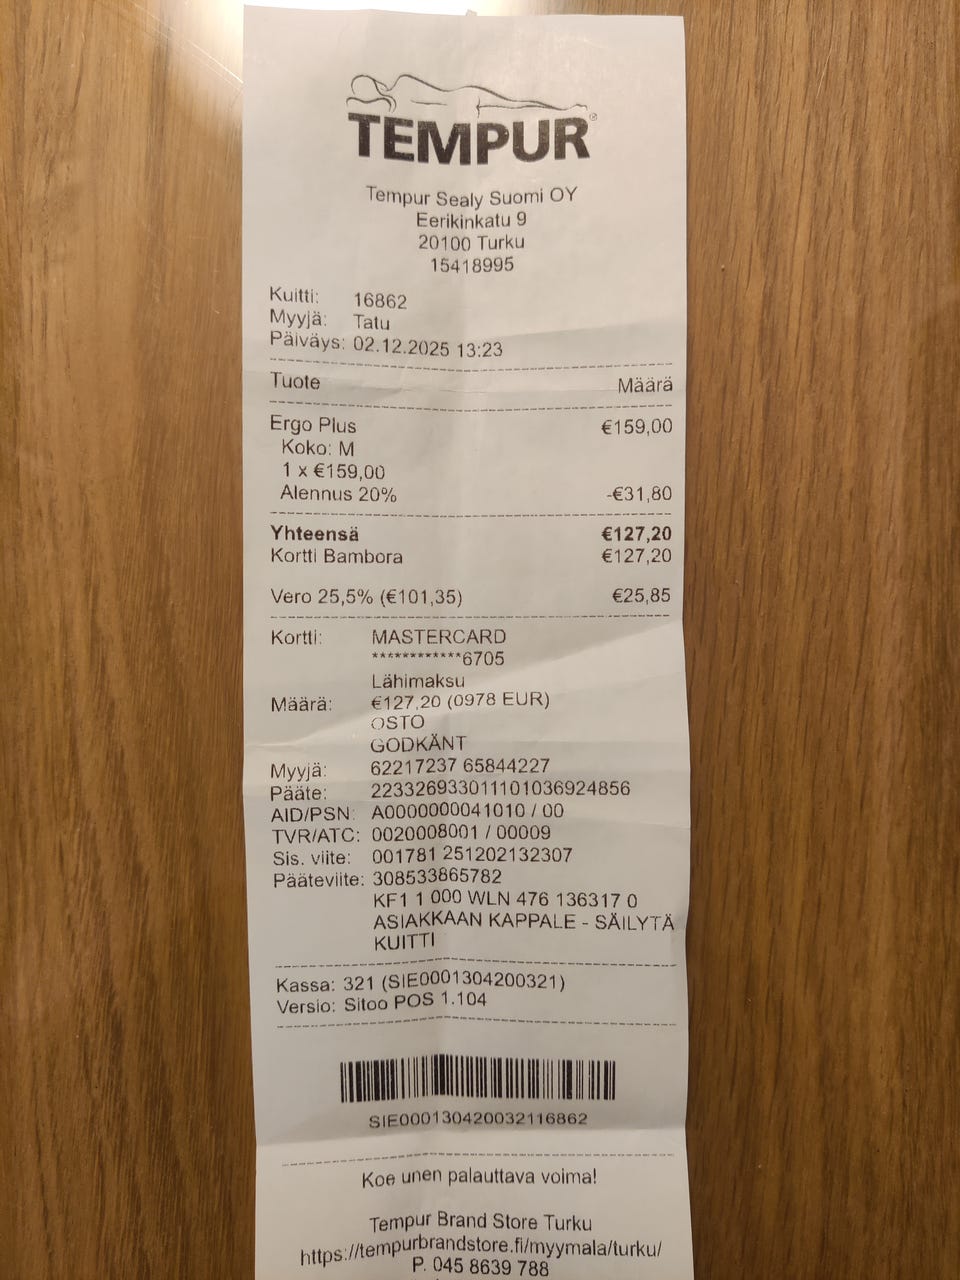 TEMPUR®
Tempur Sealy Suomi OY
Eerikinkatu 9
20100 Turku
15418995
Kuitti: 16862
Myyjä: Tatu
Päiväys: 02.12.2025 13:23
Tuote Määrä
Ergo Plus €159,00
Koko: M
1 x €159,00
Alennus 20% -€31,80
Yhteensä €127,20
Kortti Bambora €127,20
Vero 25,5% (€101,35) €25,85
Kortti: MASTERCARD
************6705
Lähimaksu
Määrä: €127,20 (0978 EUR)
OSTO
GODKÄNT
Myyjä: 62217237 65844227
Pääte: 223326933011101036924856
AID/PSN: A0000000041010 / 00
TVR/ATC: 0020008001 / 00009
Sis. viite: 001781 251202132307
Pääteviite: 308533865782
KF1 1 000 WLN 476 136317 0
ASIAKKAAN KAPPALE - SÄILYTÄ
KUITTI
Kassa: 321 (SIE0001304200321)
Versio: Sitoo POS 1.104
SIE000130420032116862
Koe unen palauttava voima!
Tempur Brand Store Turku
https://tempurbrandstore.fi/myymala/turku/
P. 045 8639 788